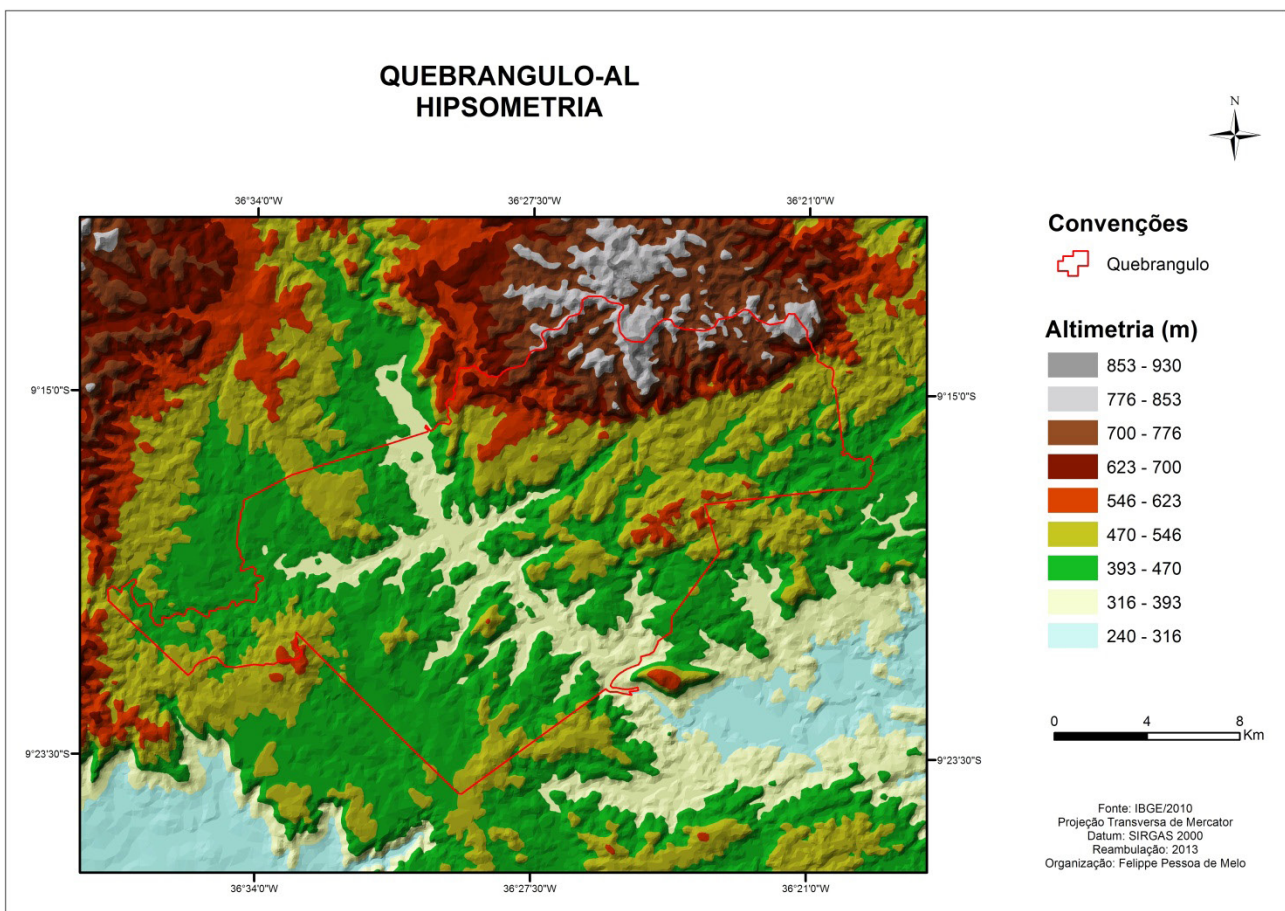 QUEBRANGULO-AL
HIPSOMETRIA
N
36°34'0"W
36°27'30"W
36°21'0"W
9°15'0"S
9°15'0"S
9°23'30"S
9°23'30"S
36°34'0"W
36°27'30"W
36°21'0"W
Convenções
Quebrangulo
Altimetria (m)
853 - 930
776 - 853
700 - 776
623 - 700
546 - 623
470 - 546
393 - 470
316 - 393
240 - 316
0 4 8
Km
Fonte: IBGE/2010
Projeção Transversa de Mercator
Datum: SIRGAS 2000
Reambulação: 2013
Organização: Felippe Pessoa de Melo